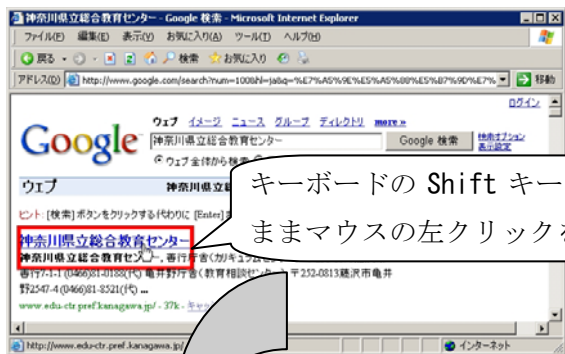 神奈川県立総合教育センター - Google 検索 - Microsoft Internet Explorer
ファイル(F) 編集(E) 表示(V) お気に入り(A) ツール(T) ヘルプ(H)
戻る 検索 お気に入り
アドレス(D) http://www.google.com/search?num=100&hl=ja&q=%E7%A5%9E%E5%A5%88%E5%B7%9D%E7% 移動
ログイン
ウェブ イメージ ニュース グループ ディレクトリ more »
Google 神奈川県立総合教育センター Google 検索 検索オプション
表示設定
ウェブ全体から検索
ウェブ 神奈川県立総
ヒント: [検索] ボタンをクリックする代わりに [Enter]
キーボードの Shift キー
ままマウスの左クリックを
神奈川県立総合教育センター
神奈川県立総合教育セン
善行7-1-1 (0466)81-0188(代) 亀井野庁舎(教育相談センター) 〒252-0813藤沢市亀井
野2547-4 (0466)81-8521(代) ...
www.edu-ctr.pref.kanagawa.jp/ - 37k -
http://www.edu-ctr.pref.kanagawa.jp/ インターネット